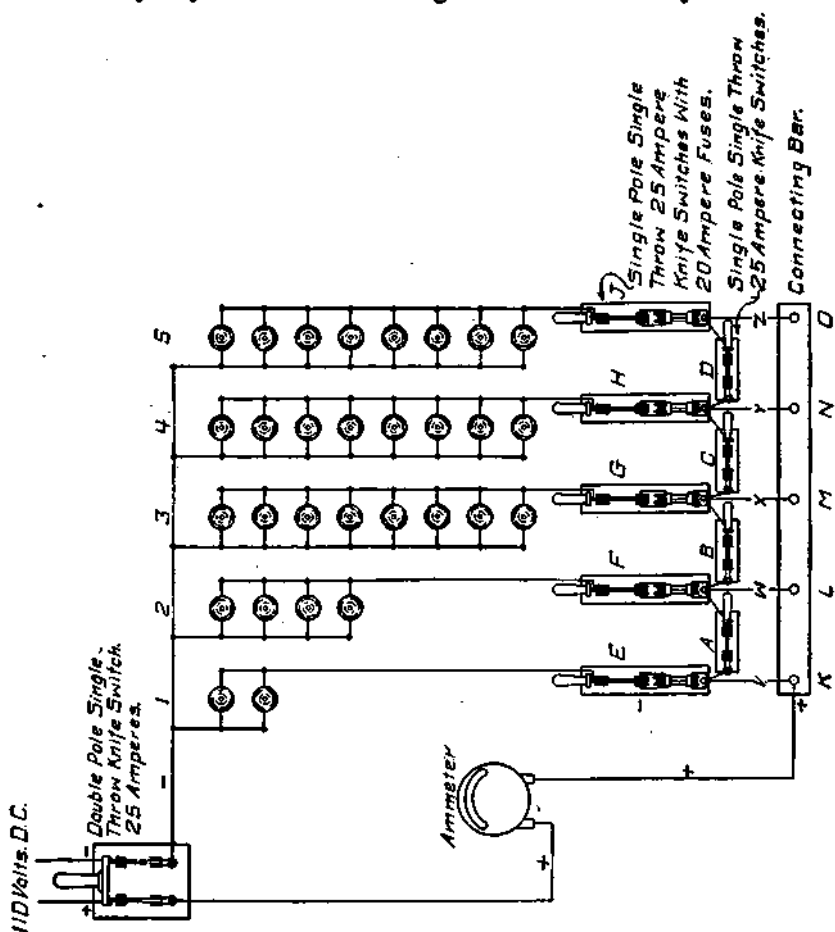 110 Volts. D.C.
Double Pole Single-
Throw Knife Switch.
25 Amperes.
- +
-
1 2 3 4 5
Ammeter
+ +
E F G H J
Single Pole Single
Throw 25 Ampere
Knife Switches With
20 Ampere Fuses.
Single Pole Single Throw
25 Ampere Knife Switches.
-
A B C D
V W X Y Z
Connecting Bar.
+
K L M N O